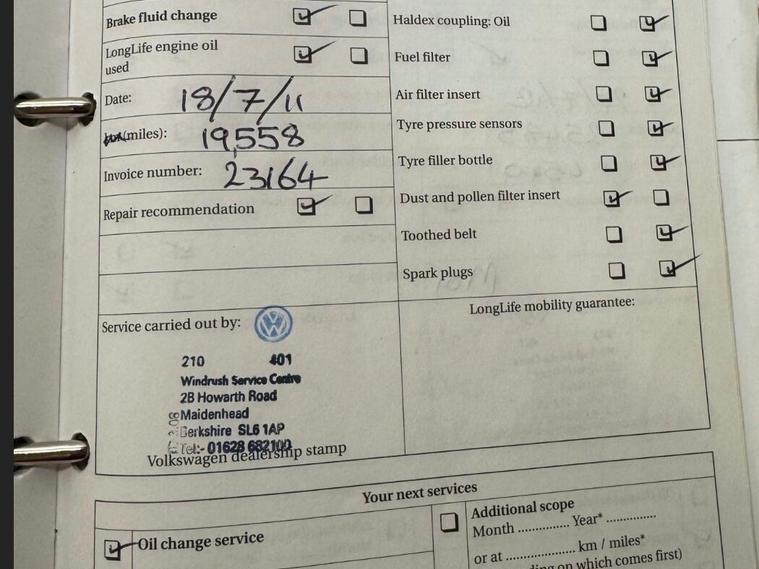 Brake fluid change
LongLife engine oil
used
Date: 18/7/11
km(miles): 19,558
Invoice number: 23164
Repair recommendation
Service carried out by:
210 401
Windrush Service Centre
2B Howarth Road
Maidenhead
Berkshire SL6 1AP
Tel:- 01628 682100
Volkswagen dealership stamp
Haldex coupling: Oil
Fuel filter
Air filter insert
Tyre pressure sensors
Tyre filler bottle
Dust and pollen filter insert
Toothed belt
Spark plugs
LongLife mobility guarantee:
Your next services
Oil change service
Additional scope
Month .............. Year* ..............
or at .................... km / miles*
on which comes first)